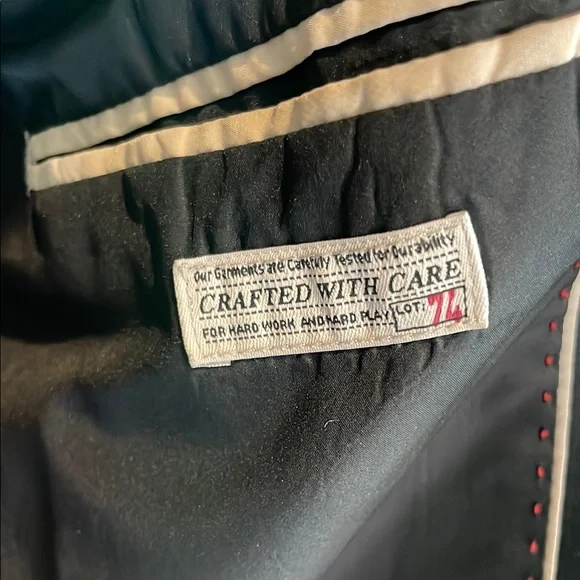 Our Garments are Carefully Tested for Durability
CRAFTED WITH CARE
FOR HARD WORK AND HARD PLAY LOT: 74